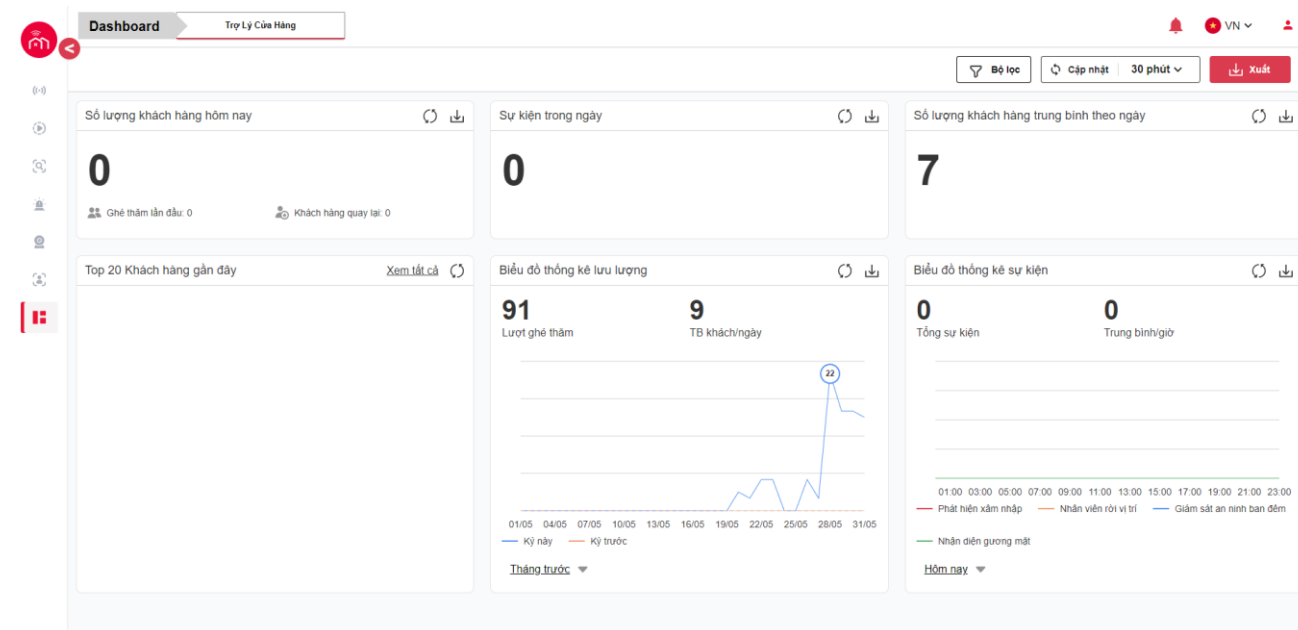 Dashboard
Trợ Lý Cửa Hàng
VN
Bộ lọc
Cập nhật
30 phút
Xuất
Số lượng khách hàng hôm nay
0
Ghé thăm lần đầu: 0
Khách hàng quay lại: 0
Sự kiện trong ngày
0
Số lượng khách hàng trung bình theo ngày
7
Top 20 Khách hàng gần đây
Xem tất cả
Biểu đồ thống kê lưu lượng
91
9
Lượt ghé thăm
TB khách/ngày
22
01/05 04/05 07/05 10/05 13/05 16/05 19/05 22/05 25/05 28/05 31/05
Kỳ này
Kỳ trước
Tháng trước
Biểu đồ thống kê sự kiện
0
0
Tổng sự kiện
Trung bình/giờ
01:00 03:00 05:00 07:00 09:00 11:00 13:00 15:00 17:00 19:00 21:00 23:00
Phát hiện xâm nhập
Nhân viên rời vị trí
Giám sát an ninh ban đêm
Nhận diện gương mặt
Hôm nay